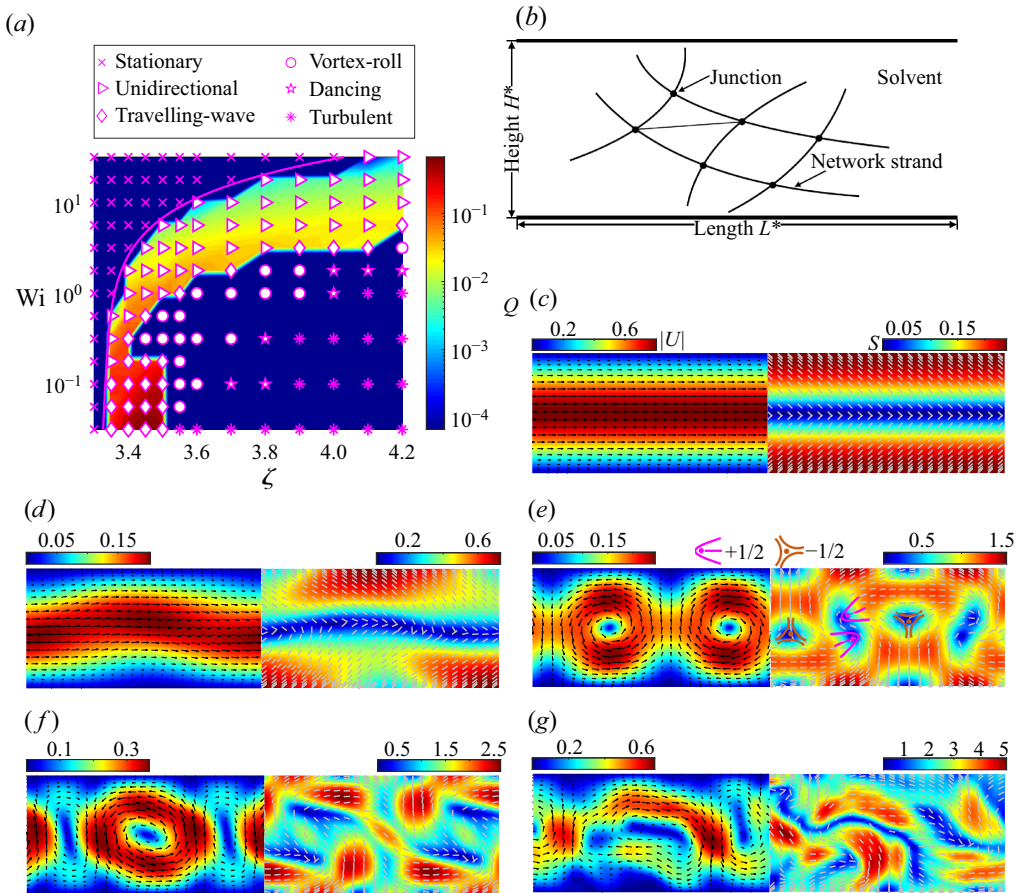 (a)
× Stationary
Unidirectional
Travelling-wave
Vortex-roll
Dancing
Turbulent
Wi
10¹
10⁰
10⁻¹
3.4 3.6 3.8 4.0 4.2
ζ
10⁻¹
10⁻²
10⁻³
10⁻⁴
Q
(b)
Height H*
Junction
Solvent
Network strand
Length L*
(c)
0.2 0.6
|U|
S
0.05 0.15
(d)
0.05 0.15
0.2 0.6
(e)
0.05 0.15
+1/2
−1/2
0.5 1.5
(f)
0.1 0.3
0.5 1.5 2.5
(g)
0.2 0.6
1 2 3 4 5